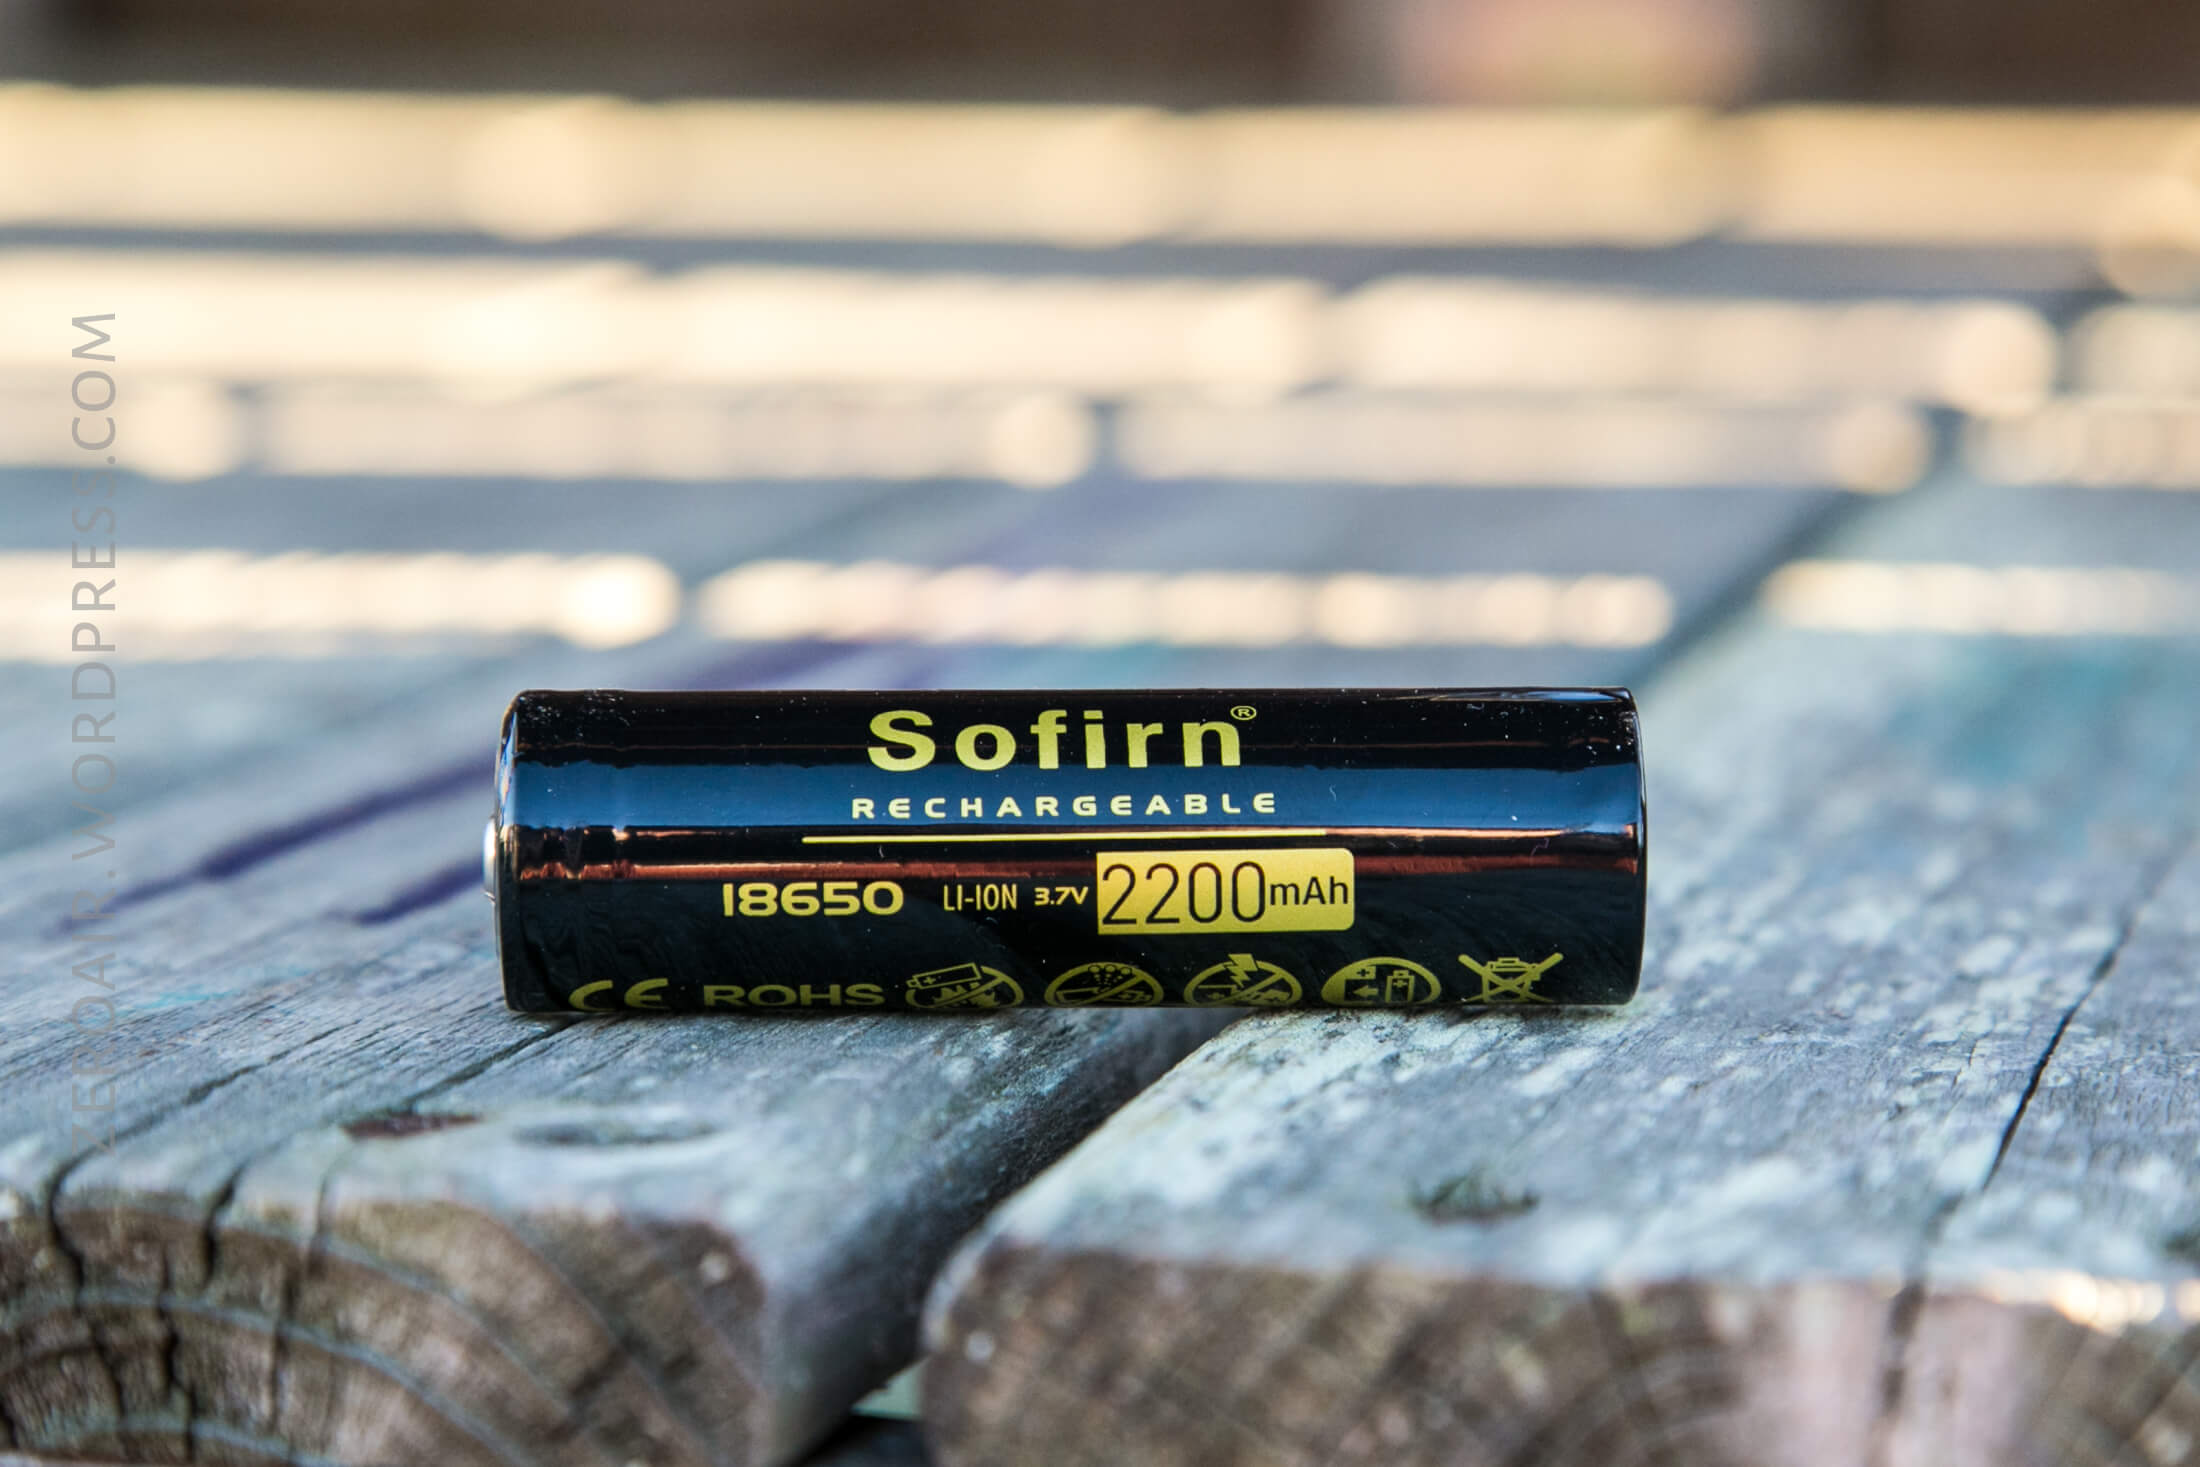 ZEROAIR.WORDPRESS.COM
Sofirn®
RECHARGEABLE
18650 LI-ION 3.7V 2200mAh
CE ROHS